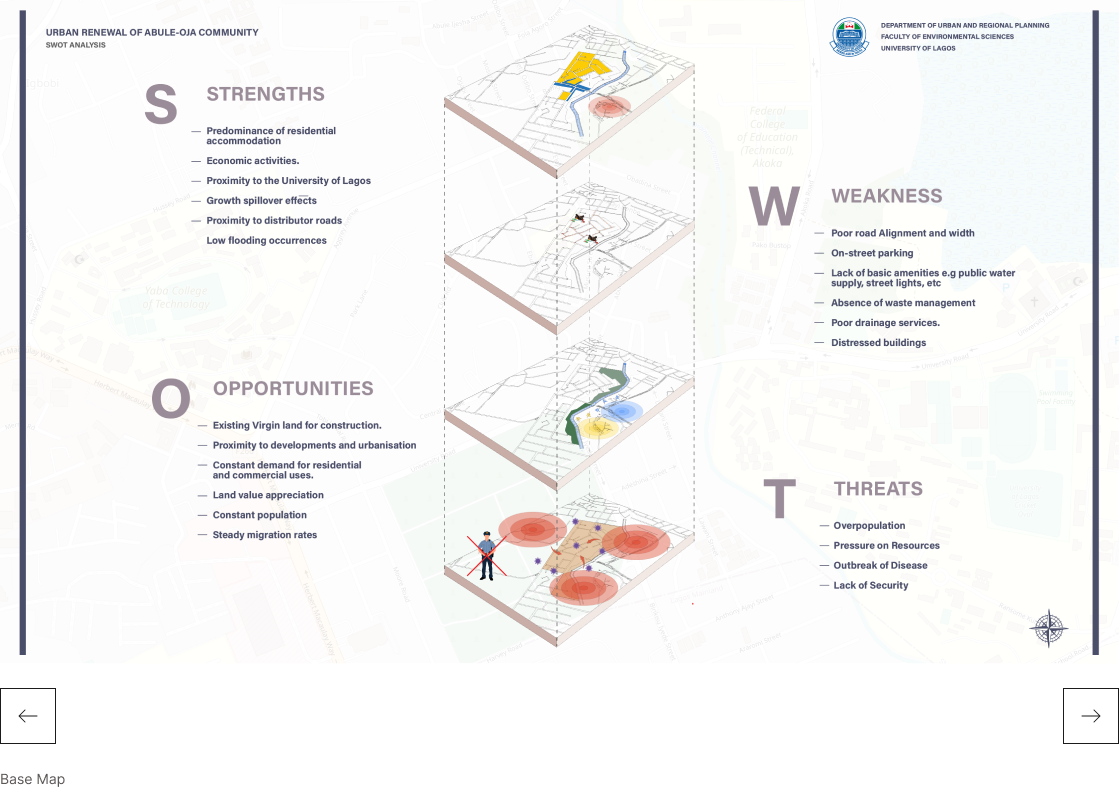 URBAN RENEWAL OF ABULE-OJA COMMUNITY
SWOT ANALYSIS
DEPARTMENT OF URBAN AND REGIONAL PLANNING
FACULTY OF ENVIRONMENTAL SCIENCES
UNIVERSITY OF LAGOS
S
STRENGTHS
— Predominance of residential
accommodation
— Economic activities.
— Proximity to the University of Lagos
— Growth spillover effects
— Proximity to distributor roads
Low flooding occurrences
Federal
College
of Education
(Technical),
Akoka
W
WEAKNESS
— Poor road Alignment and width
— On-street parking
— Lack of basic amenities e.g public water
supply, street lights, etc
— Absence of waste management
— Poor drainage services.
— Distressed buildings
Yaba College
of Technology
University Road
O
OPPORTUNITIES
— Existing Virgin land for construction.
— Proximity to developments and urbanisation
— Constant demand for residential
and commercial uses.
— Land value appreciation
— Constant population
— Steady migration rates
T
THREATS
— Overpopulation
— Pressure on Resources
— Outbreak of Disease
— Lack of Security
Base Map